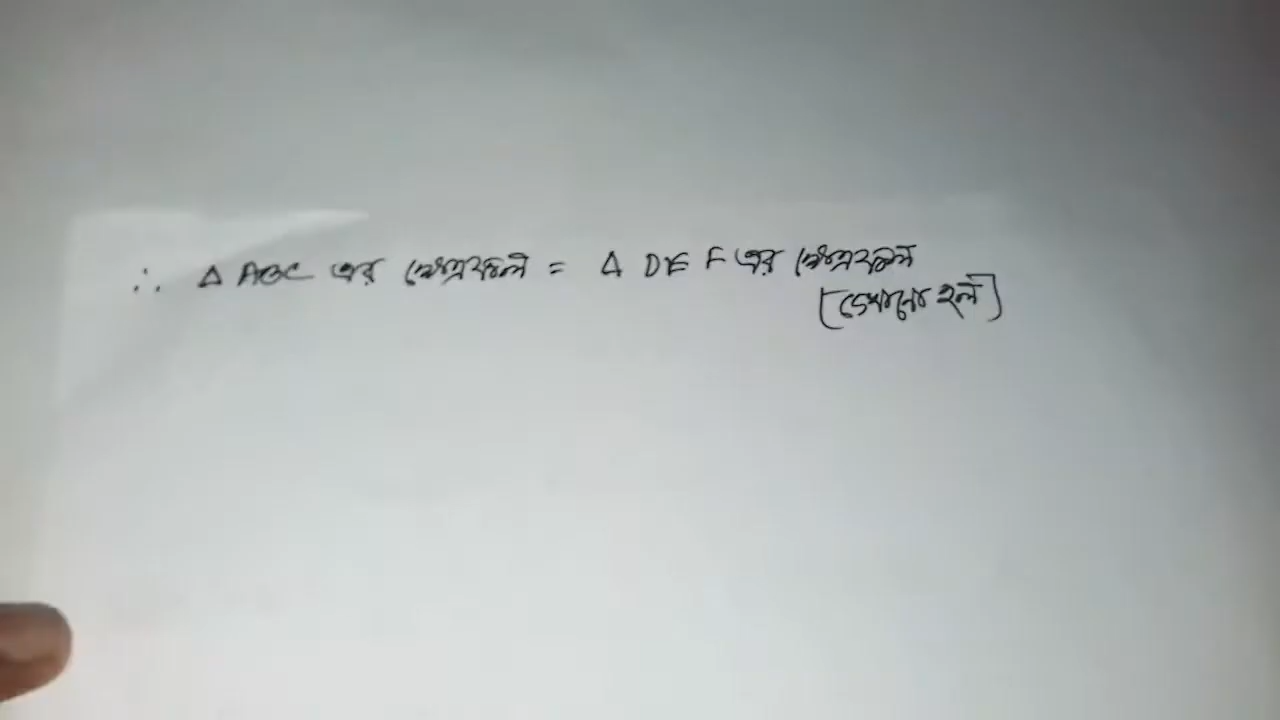 ∴ Δ ABC এর ক্ষেত্রফল = Δ DEF এর ক্ষেত্রফল
[দেখানো হল]